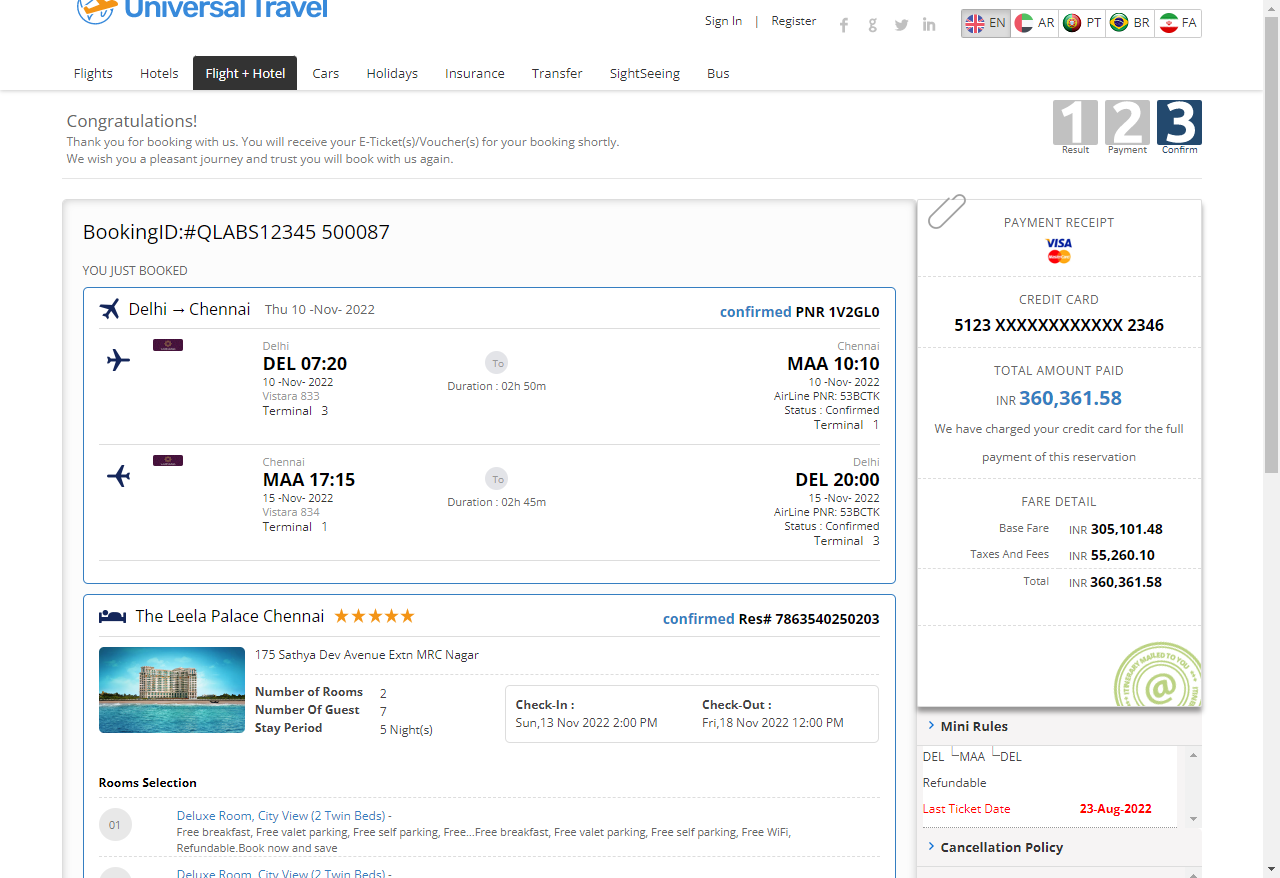 Universal Travel
Sign In | Register
EN AR PT BR FA
Flights Hotels Flight + Hotel Cars Holidays Insurance Transfer SightSeeing Bus
Congratulations!
Thank you for booking with us. You will receive your E-Ticket(s)/Voucher(s) for your booking shortly.
We wish you a pleasant journey and trust you will book with us again.
1 2 3
Result Payment Confirm
BookingID:#QLABS12345 500087
YOU JUST BOOKED
Delhi → Chennai Thu 10 -Nov- 2022
confirmed PNR 1V2GL0
Delhi
DEL 07:20
10 -Nov- 2022
Vistara 833
Terminal 3
To
Duration : 02h 50m
Chennai
MAA 10:10
10 -Nov- 2022
AirLine PNR: 53BCTK
Status : Confirmed
Terminal 1
Chennai
MAA 17:15
15 -Nov- 2022
Vistara 834
Terminal 1
To
Duration : 02h 45m
Delhi
DEL 20:00
15 -Nov- 2022
AirLine PNR: 53BCTK
Status : Confirmed
Terminal 3
The Leela Palace Chennai
confirmed Res# 7863540250203
175 Sathya Dev Avenue Extn MRC Nagar
Number of Rooms 2
Number Of Guest 7
Stay Period 5 Night(s)
Check-In :
Sun,13 Nov 2022 2:00 PM
Check-Out :
Fri,18 Nov 2022 12:00 PM
Rooms Selection
01
Deluxe Room, City View (2 Twin Beds) -
Free breakfast, Free valet parking, Free self parking, Free...Free breakfast, Free valet parking, Free self parking, Free WiFi,
Refundable.Book now and save
Deluxe Room, City View (2 Twin Beds) -
PAYMENT RECEIPT
VISA
CREDIT CARD
5123 XXXXXXXXXXXX 2346
TOTAL AMOUNT PAID
INR 360,361.58
We have charged your credit card for the full
payment of this reservation
FARE DETAIL
Base Fare INR 305,101.48
Taxes And Fees INR 55,260.10
Total INR 360,361.58
ITINERARY MAILED TO YOU
@
Mini Rules
DEL MAA DEL
Refundable
Last Ticket Date 23-Aug-2022
Cancellation Policy